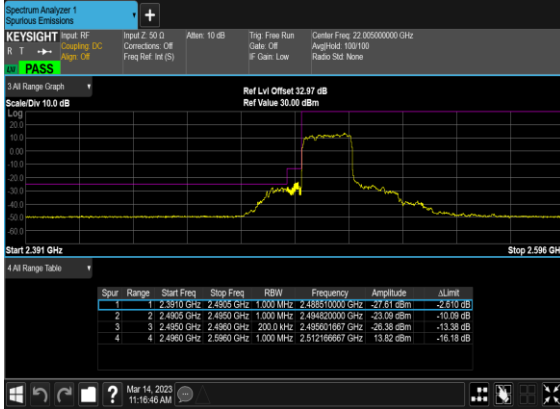 Spectrum Analyzer 1
Spurious Emissions
+
KEYSIGHT Input: RF Input Z: 50 Ω Atten: 10 dB Trig: Free Run Center Freq: 22.005000000 GHz
R T Coupling: DC Corrections: Off Gate: Off Avg|Hold: 100/100
Align: Off Freq Ref: Int (S) IF Gain: Low Radio Std: None
PASS
3 All Range Graph
Ref Lvl Offset 32.97 dB
Scale/Div 10.0 dB Ref Value 30.00 dBm
Log
20.0
10.0
0.00
-10.0
-20.0
-30.0
-40.0
-50.0
-60.0
Start 2.391 GHz Stop 2.596 GH
4 All Range Table
Spur Range Start Freq Stop Freq RBW Frequency Amplitude ΔLimit
1 1 2.3910 GHz 2.4905 GHz 1.000 MHz 2.488510000 GHz -27.61 dBm -2.610 dB
2 2 2.4905 GHz 2.4950 GHz 1.000 MHz 2.494820000 GHz -23.09 dBm -10.09 dB
3 3 2.4950 GHz 2.4960 GHz 200.0 kHz 2.495601667 GHz -26.38 dBm -13.38 dB
4 4 2.4960 GHz 2.5960 GHz 1.000 MHz 2.512166667 GHz 13.82 dBm -16.18 dB
? Mar 14, 2023
11:16:46 AM